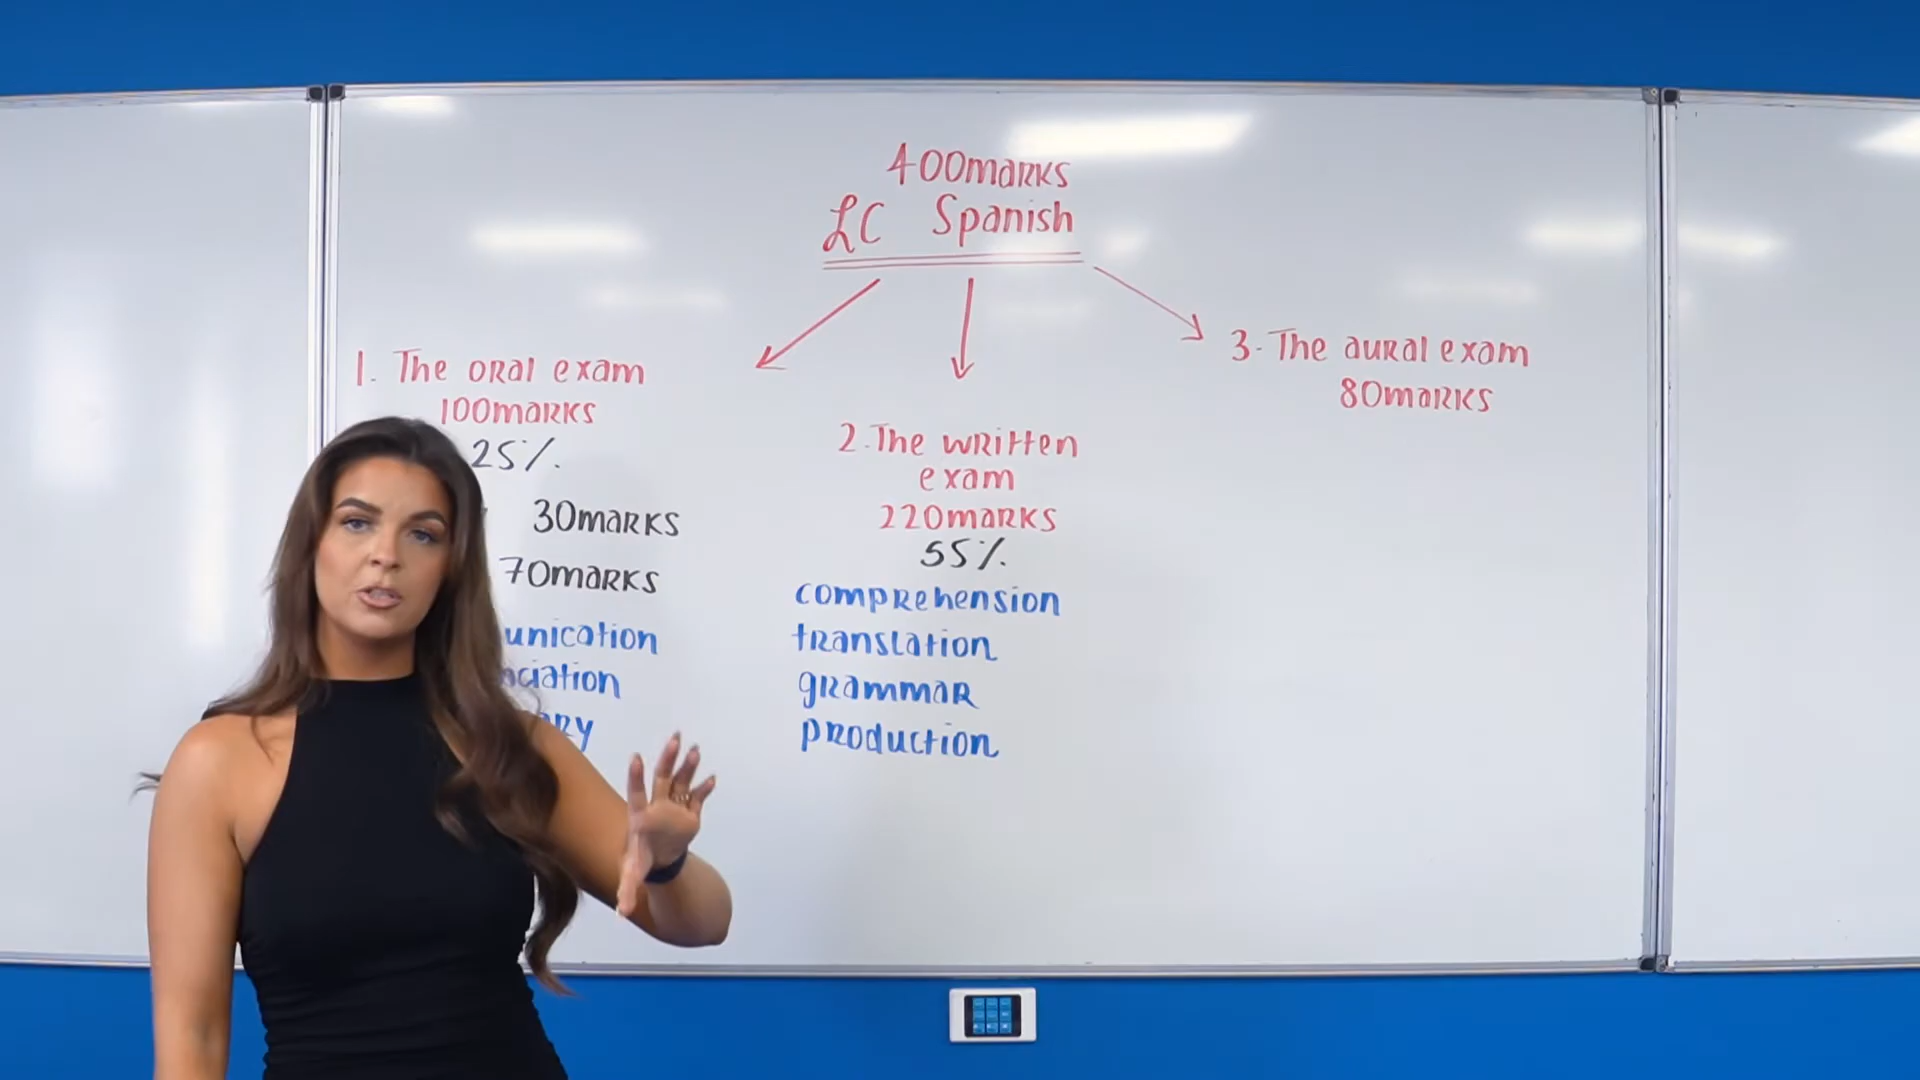 400marks
LC Spanish
1. The oral exam
100marks
25%.
30marks
70marks
2. The written
exam
220marks
55%.
comprehension
translation
grammar
production
3. The aural exam
80marks